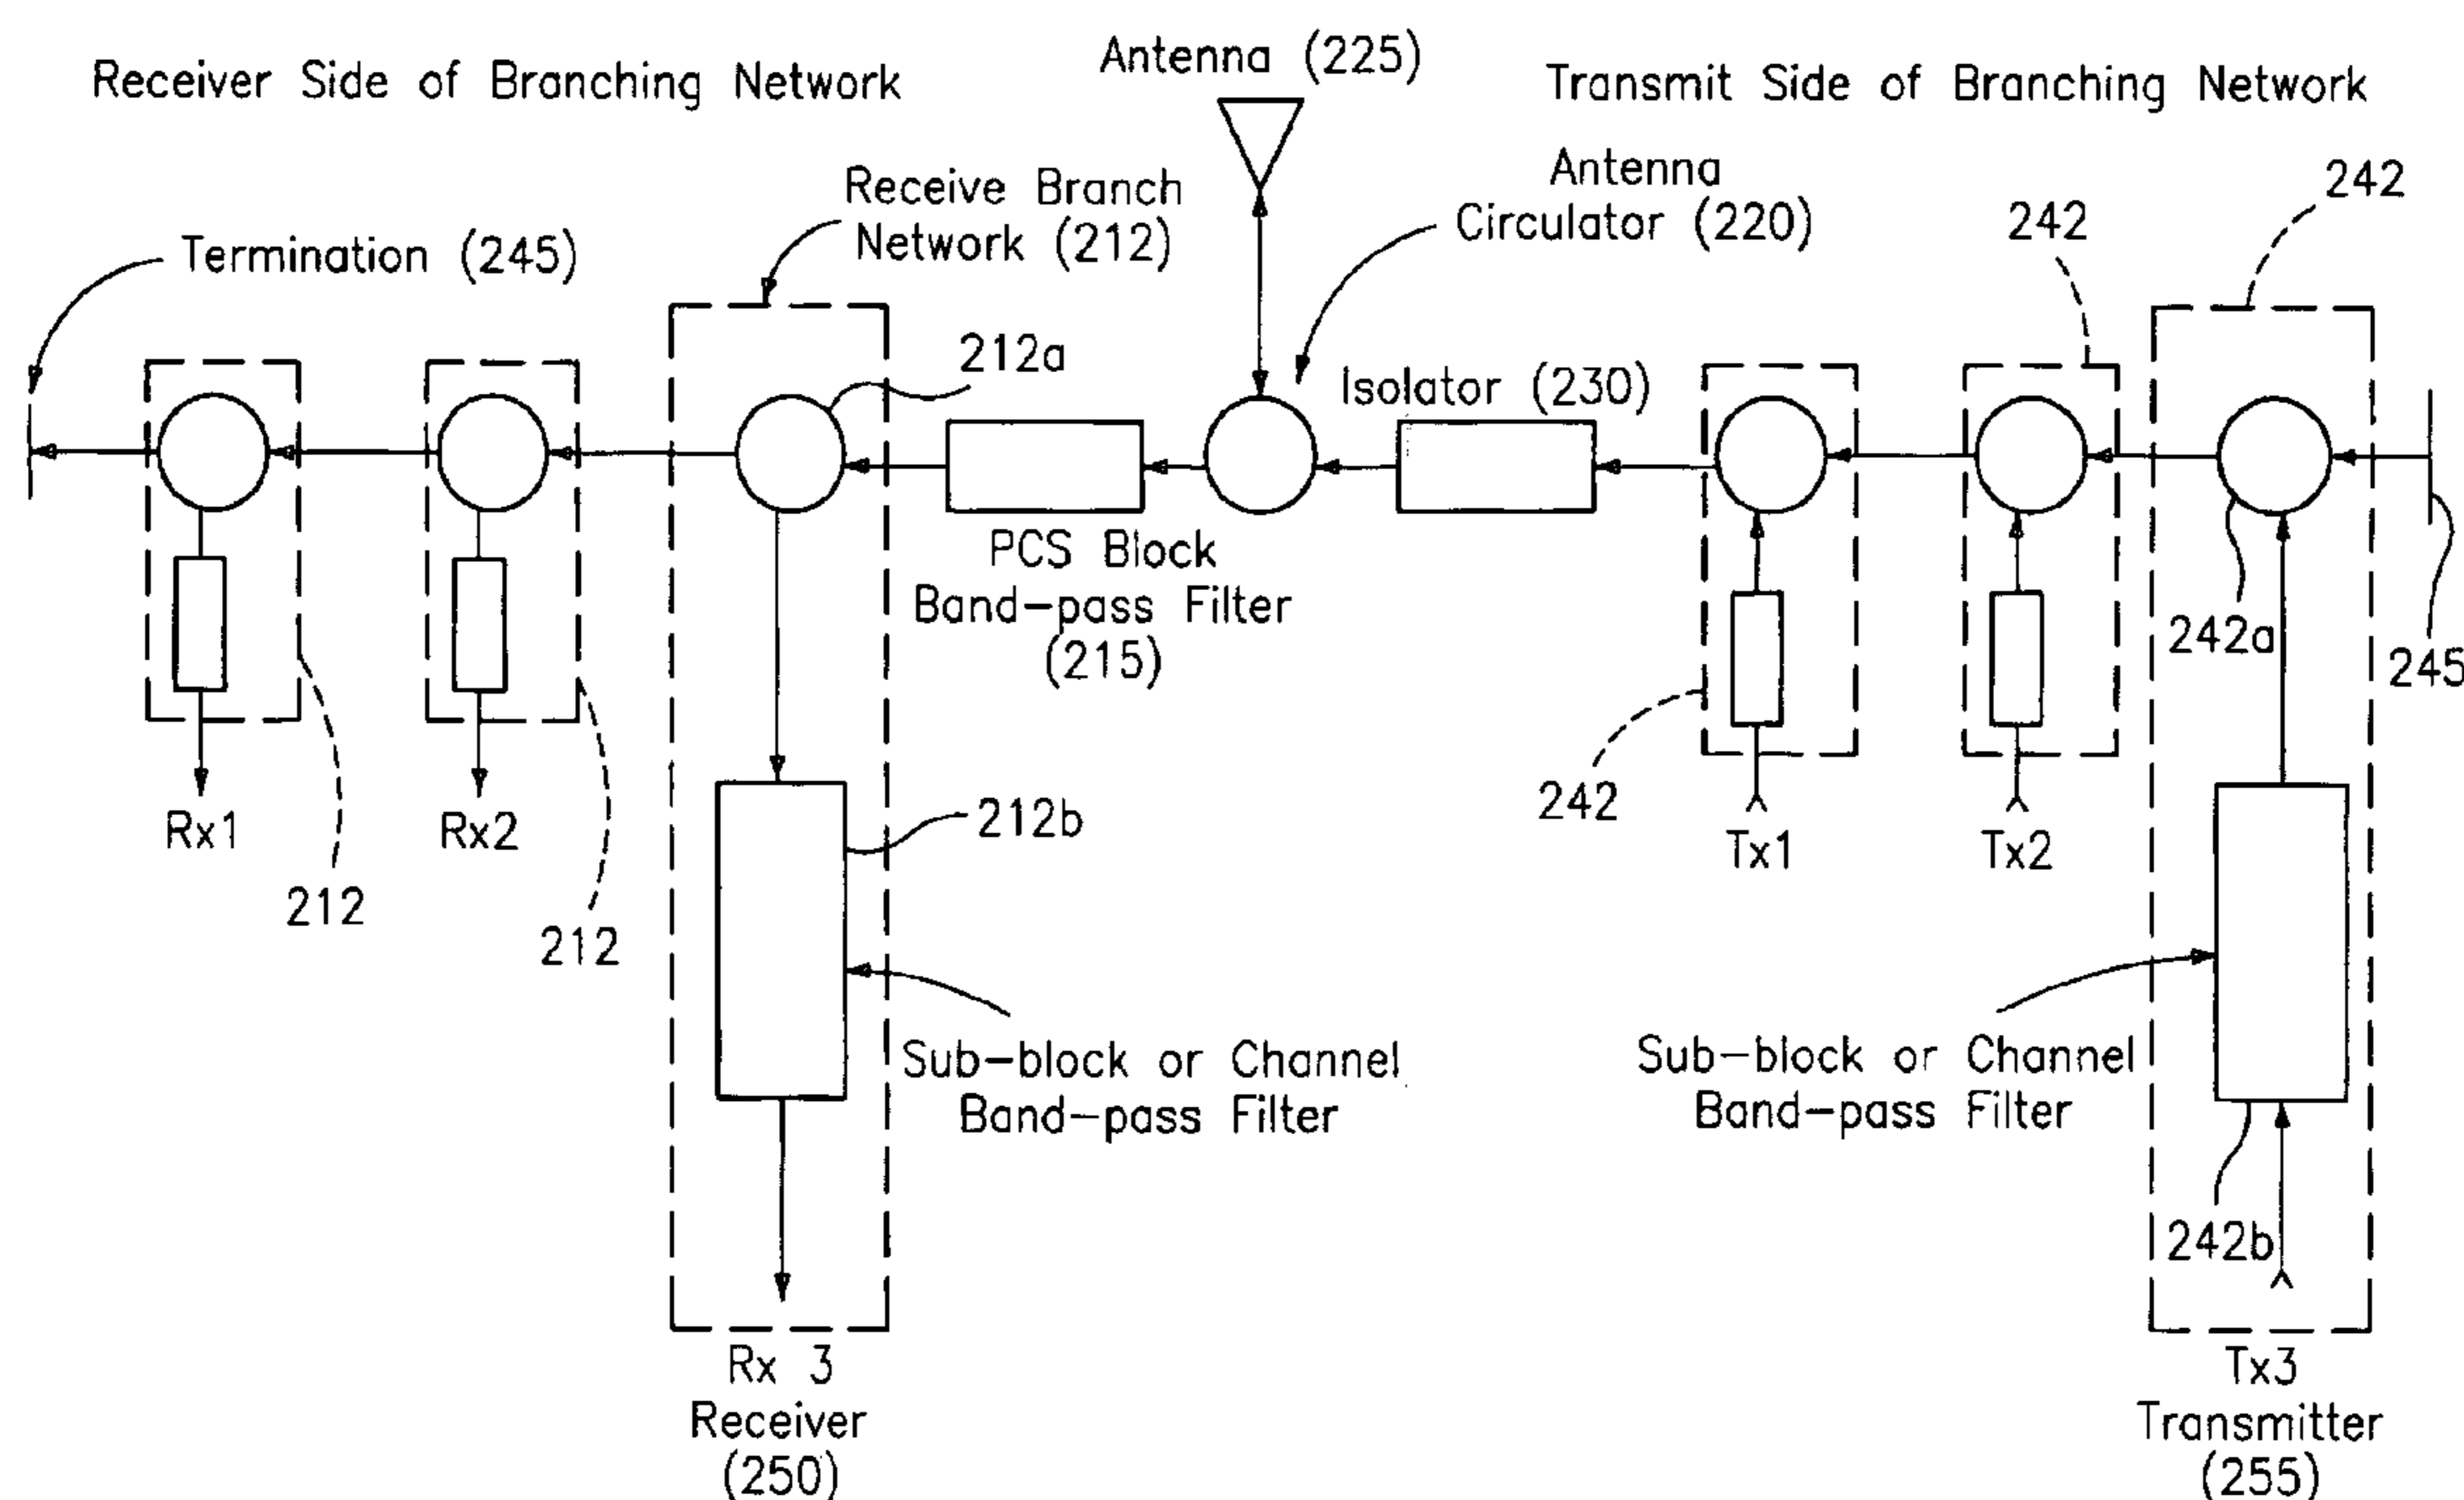 Receiver Side of Branching Network
Antenna (225)
Transmit Side of Branching Network
Termination (245)
Receive Branch
Network (212)
Antenna
Circulator (220)
242
242
212a
Isolator (230)
PCS Block
Band-pass Filter
(215)
242a
245
Rx1
Rx2
212b
242
Tx1
Tx2
212
212
Sub-block or Channel
Band-pass Filter
Sub-block or Channel
Band-pass Filter
242b
Rx 3
Receiver
(250)
Tx3
Transmitter
(255)